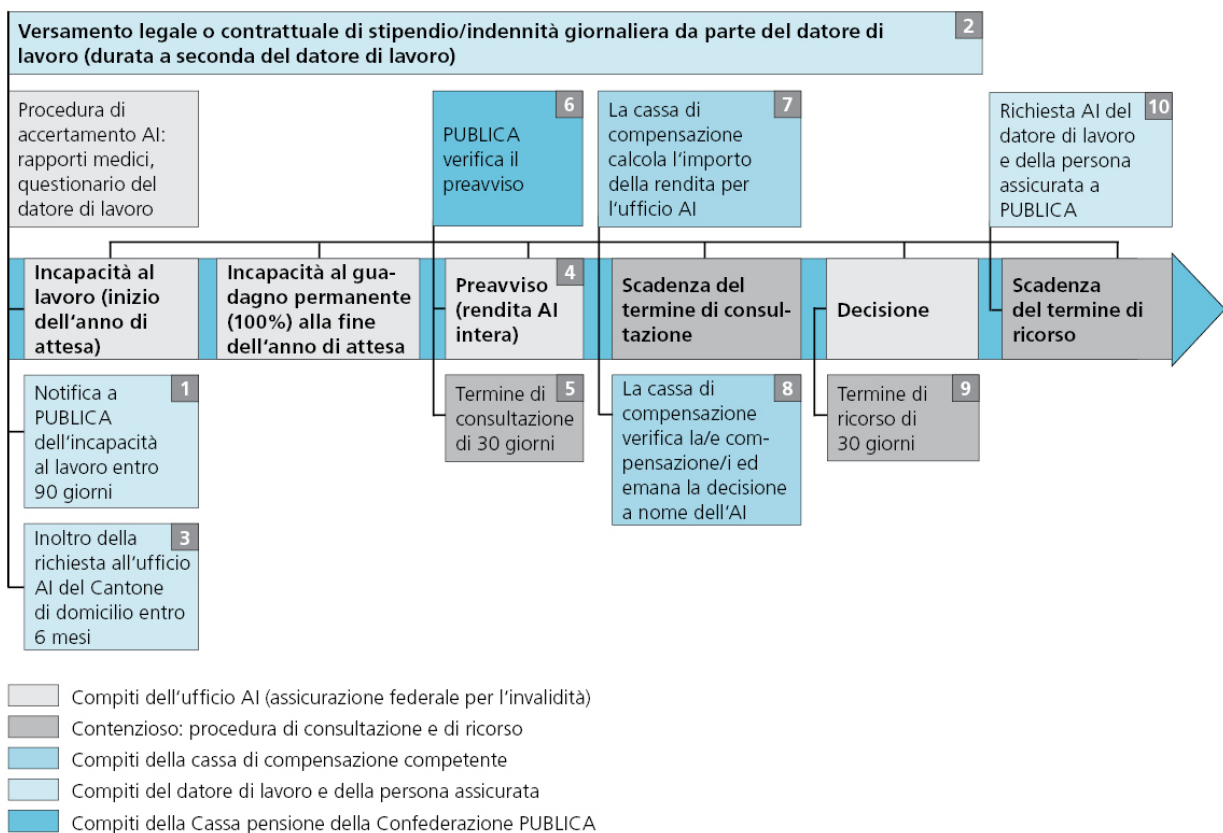 Versamento legale o contrattuale di stipendio/indennità giornaliera da parte del datore di
lavoro (durata a seconda del datore di lavoro)
2
Procedura di
accertamento AI:
rapporti medici,
questionario del
datore di lavoro
6
PUBLICA
verifica il
preavviso
7
La cassa di
compensazione
calcola l'importo
della rendita per
l'ufficio AI
10
Richiesta AI del
datore di lavoro
e della persona
assicurata a
PUBLICA
Incapacità al
lavoro (inizio
dell'anno di
attesa)
Incapacità al gua-
dagno permanente
(100%) alla fine
dell'anno di attesa
4
Preavviso
(rendita AI
intera)
Scadenza del
termine di consul-
tazione
Decisione
Scadenza
del termine di
ricorso
1
Notifica a
PUBLICA
dell'incapacità
al lavoro entro
90 giorni
5
Termine di
consultazione
di 30 giorni
8
La cassa di
compensazione
verifica la/e com-
pensazione/i ed
emana la decisione
a nome dell'AI
9
Termine di
ricorso di
30 giorni
3
Inoltro della
richiesta all'ufficio
AI del Cantone
di domicilio entro
6 mesi
Compiti dell'ufficio AI (assicurazione federale per l'invalidità)
Contenzioso: procedura di consultazione e di ricorso
Compiti della cassa di compensazione competente
Compiti del datore di lavoro e della persona assicurata
Compiti della Cassa pensione della Confederazione PUBLICA